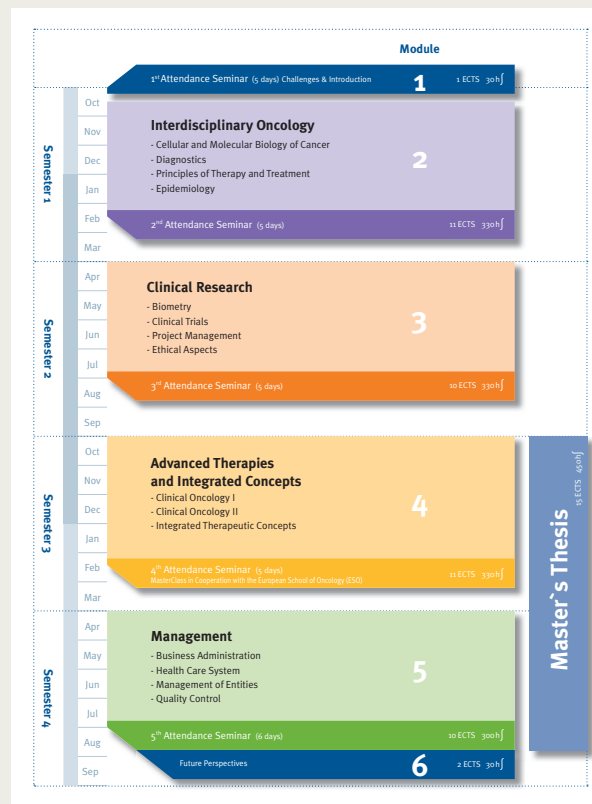 Module
1st Attendance Seminar (5 days) Challenges & Introduction 1 1 ECTS 30h∫
Semester 1
Oct
Nov
Dec
Jan
Feb
Mar
Interdisciplinary Oncology
- Cellular and Molecular Biology of Cancer
- Diagnostics
- Principles of Therapy and Treatment
- Epidemiology
2
2nd Attendance Seminar (5 days) 11 ECTS 330h∫
Semester 2
Apr
May
Jun
Jul
Aug
Sep
Clinical Research
- Biometry
- Clinical Trials
- Project Management
- Ethical Aspects
3
3rd Attendance Seminar (5 days) 10 ECTS 330h∫
Semester 3
Oct
Nov
Dec
Jan
Feb
Mar
Advanced Therapies
and Integrated Concepts
- Clinical Oncology I
- Clinical Oncology II
- Integrated Therapeutic Concepts
4
4th Attendance Seminar (5 days) 11 ECTS 330h∫
MasterClass in Cooperation with the European School of Oncology (ESO)
Semester 4
Apr
May
Jun
Jul
Aug
Sep
Management
- Business Administration
- Health Care System
- Management of Entities
- Quality Control
5
5th Attendance Seminar (6 days) 10 ECTS 300h∫
Future Perspectives 6 2 ECTS 30h∫
Master`s Thesis
15 ECTS 450h∫